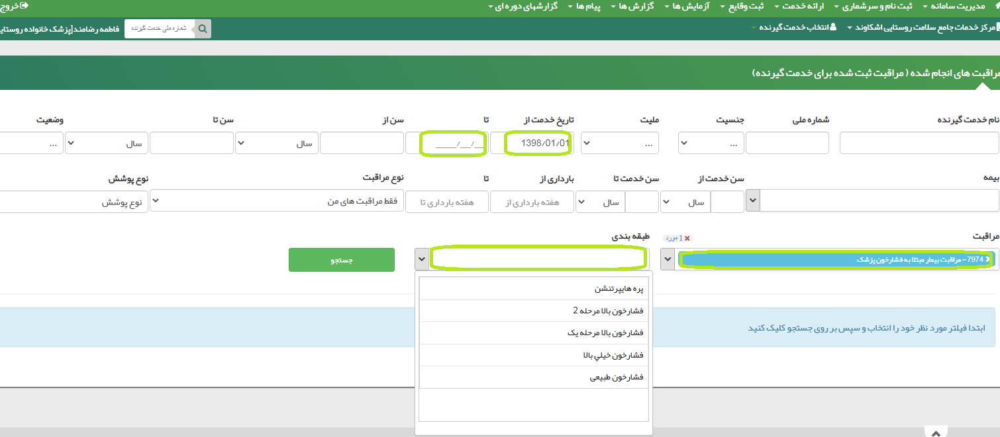 مدیریت سامانه ثبت نام و سرشماری ارائه خدمت ثبت وقایع آزمایش ها گزارش ها پیام ها گزارشهای دوره ای خروج
مرکز خدمات جامع سلامت روستایی اشکاوند انتخاب خدمت گیرنده شماره ملی خدمت گیرنده فاطمه رضامند[پزشک خانواده روستایی
مراقبت های انجام شده ( مراقبت ثبت شده برای خدمت گیرنده)
نام خدمت گیرنده شماره ملی جنسیت ملیت تاریخ خدمت از تا سن از سن تا وضعیت
... ... 1398/01/01 __/__/____ سال سال ...
بیمه سن خدمت از سن خدمت تا بارداری از تا نوع مراقبت نوع پوشش
سال سال هفته بارداری از هفته بارداری تا فقط مراقبت های من نوع پوشش
مراقبت 1 مورد طبقه بندی
7974 - مراقبت بیمار مبتلا به فشارخون پزشک جستجو
پره هایپرتنشن
فشارخون بالا مرحله 2
فشارخون بالا مرحله یک
فشارخون خيلي بالا
فشارخون طبیعی
ابتدا فیلتر مورد نظر خود را انتخاب و سپس بر روی جستجو کلیک کنید